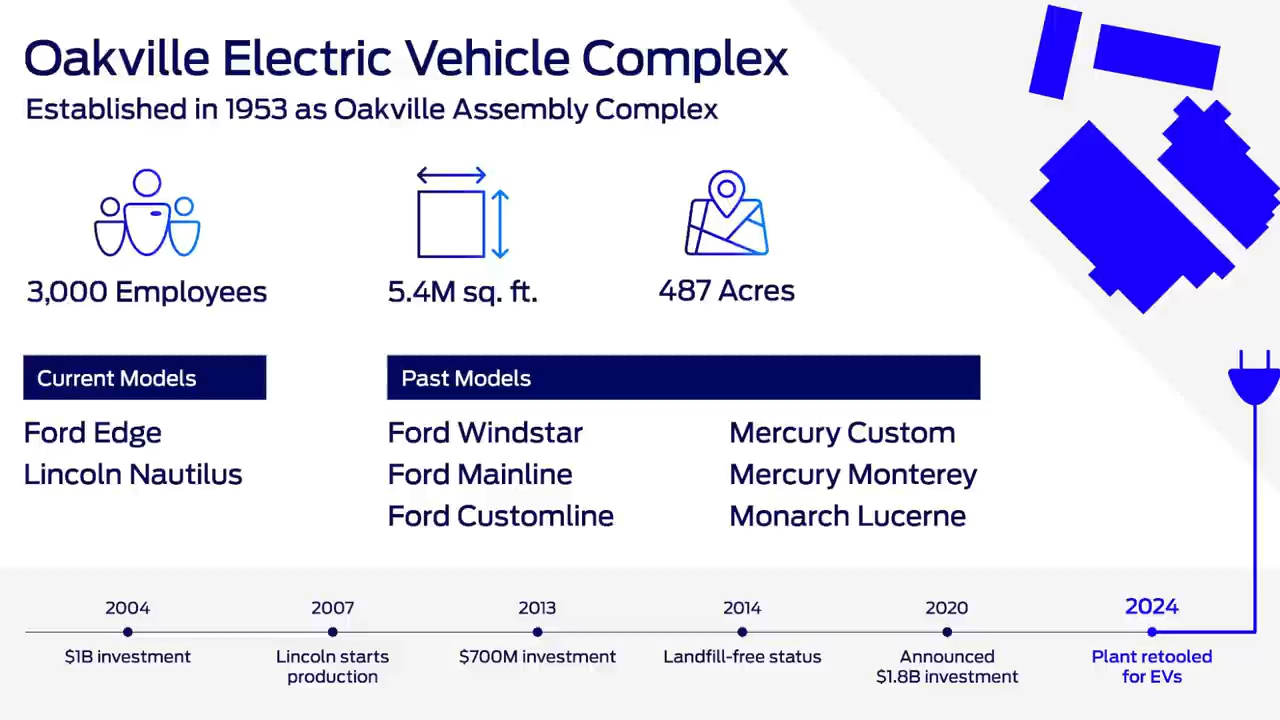 Oakville Electric Vehicle Complex
Established in 1953 as Oakville Assembly Complex
3,000 Employees
5.4M sq. ft.
487 Acres
Current Models
Ford Edge
Lincoln Nautilus
Past Models
Ford Windstar
Ford Mainline
Ford Customline
Mercury Custom
Mercury Monterey
Monarch Lucerne
2004
$1B investment
2007
Lincoln starts
production
2013
$700M investment
2014
Landfill-free status
2020
Announced
$1.8B investment
2024
Plant retooled
for EVs